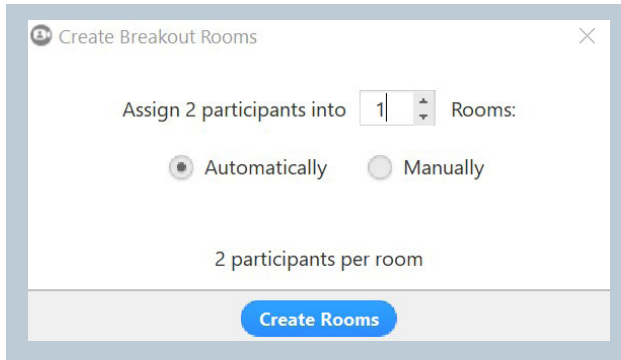 Create Breakout Rooms
Assign 2 participants into 1 Rooms:
Automatically Manually
2 participants per room
Create Rooms